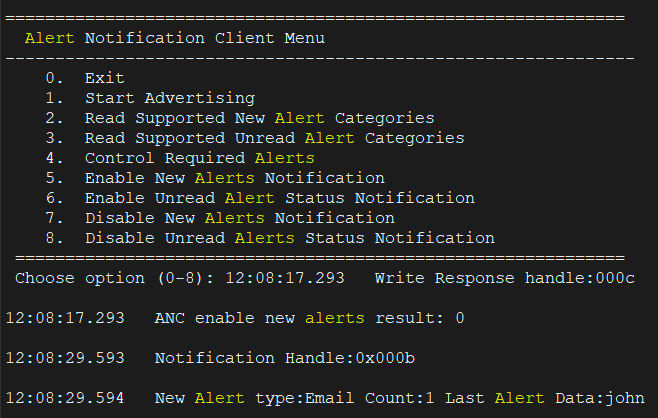 ==============================================================
Alert Notification Client Menu
---------------------------------------------------------------
0. Exit
1. Start Advertising
2. Read Supported New Alert Categories
3. Read Supported Unread Alert Categories
4. Control Required Alerts
5. Enable New Alerts Notification
6. Enable Unread Alert Status Notification
7. Disable New Alerts Notification
8. Disable Unread Alerts Status Notification
=============================================================
Choose option (0-8): 12:08:17.293 Write Response handle:000c
12:08:17.293 ANC enable new alerts result: 0
12:08:29.593 Notification Handle:0x000b
12:08:29.594 New Alert type:Email Count:1 Last Alert Data:john